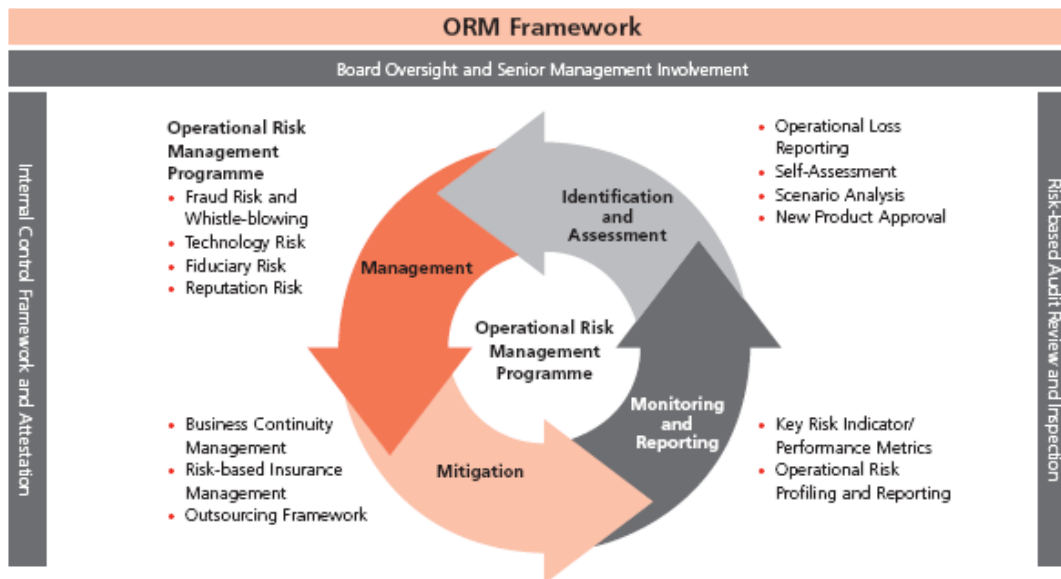 ORM Framework
Board Oversight and Senior Management Involvement
Internal Control Framework and Attestation
Operational Risk
Management
Programme
• Fraud Risk and
Whistle-blowing
• Technology Risk
• Fiduciary Risk
• Reputation Risk
• Business Continuity
Management
• Risk-based Insurance
Management
• Outsourcing Framework
Identification
and
Assessment
Management
Operational Risk
Management
Programme
Monitoring
and
Reporting
Mitigation
• Operational Loss
Reporting
• Self-Assessment
• Scenario Analysis
• New Product Approval
• Key Risk Indicator/
Performance Metrics
• Operational Risk
Profiling and Reporting
Risk-based Audit Review and Inspection